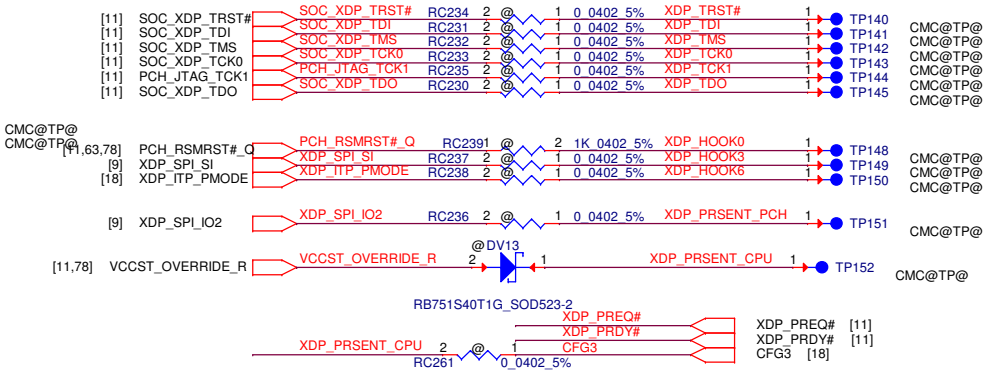 [11] SOC_XDP_TRST# SOC_XDP_TRST# RC234 2 @ 1 0_0402_5% XDP_TRST# 1 TP140
[11] SOC_XDP_TDI SOC_XDP_TDI RC231 2 @ 1 0_0402_5% XDP_TDI 1 TP141 CMC@TP@
[11] SOC_XDP_TMS SOC_XDP_TMS RC232 2 @ 1 0_0402_5% XDP_TMS 1 TP142 CMC@TP@
[11] SOC_XDP_TCK0 SOC_XDP_TCK0 RC233 2 @ 1 0_0402_5% XDP_TCK0 1 TP143 CMC@TP@
[11] PCH_JTAG_TCK1 PCH_JTAG_TCK1 RC235 2 @ 1 0_0402_5% XDP_TCK1 1 TP144 CMC@TP@
[11] SOC_XDP_TDO SOC_XDP_TDO RC230 2 @ 1 0_0402_5% XDP_TDO 1 TP145 CMC@TP@
CMC@TP@
CMC@TP@
CMC@TP@
[11,63,78] PCH_RSMRST#_Q PCH_RSMRST#_Q RC239 1 @ 2 1K_0402_5% XDP_HOOK0 1 TP148
[9] XDP_SPI_SI XDP_SPI_SI RC237 2 @ 1 0_0402_5% XDP_HOOK3 1 TP149 CMC@TP@
[18] XDP_ITP_PMODE XDP_ITP_PMODE RC238 2 @ 1 0_0402_5% XDP_HOOK6 1 TP150 CMC@TP@
CMC@TP@
[9] XDP_SPI_IO2 XDP_SPI_IO2 RC236 2 @ 1 0_0402_5% XDP_PRSENT_PCH 1 TP151
CMC@TP@
@ DV13
[11,78] VCCST_OVERRIDE_R VCCST_OVERRIDE_R 2 1 XDP_PRSENT_CPU 1 TP152
CMC@TP@
RB751S40T1G_SOD523-2
XDP_PREQ# XDP_PREQ# [11]
XDP_PRDY# XDP_PRDY# [11]
XDP_PRSENT_CPU 2 @ 1 CFG3 CFG3 [18]
RC261 0_0402_5%